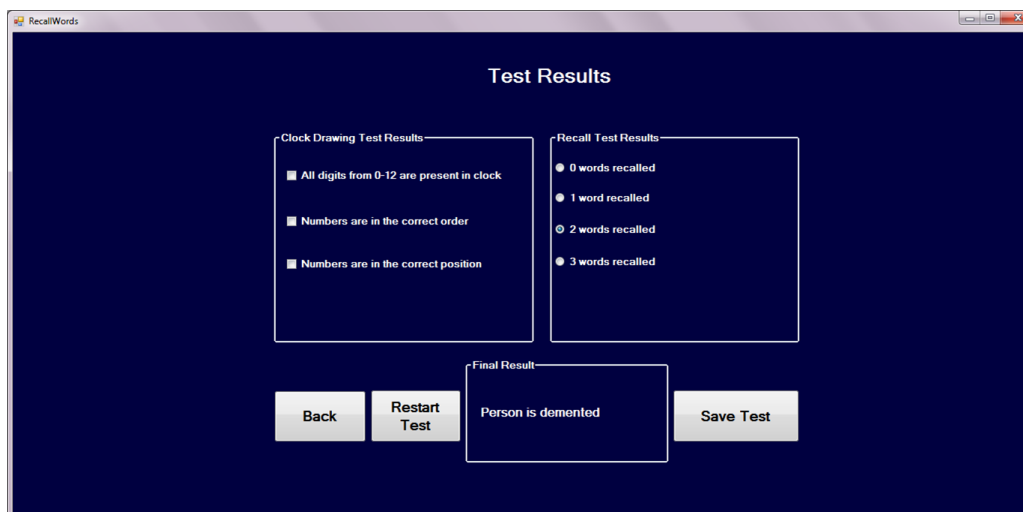 RecallWords
Test Results
Clock Drawing Test Results
All digits from 0-12 are present in clock
Numbers are in the correct order
Numbers are in the correct position
Recall Test Results
0 words recalled
1 word recalled
2 words recalled
3 words recalled
Back
Restart
Test
Final Result
Person is demented
Save Test